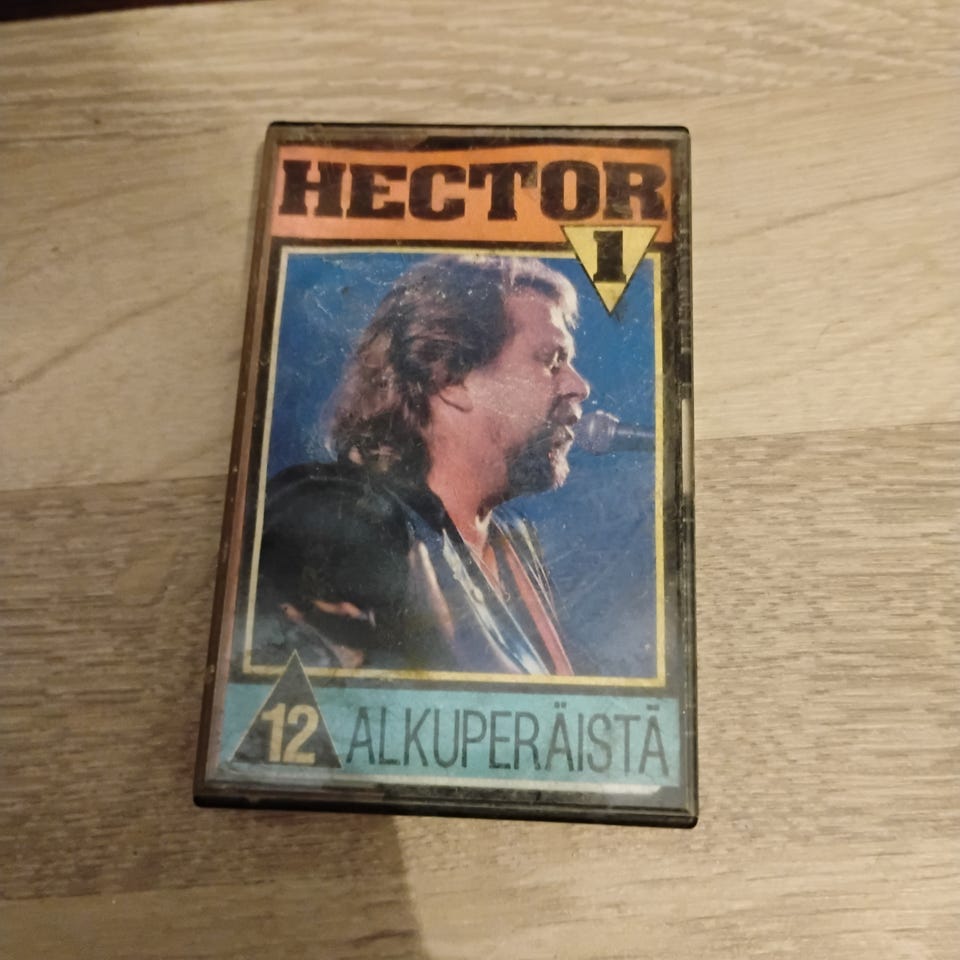 HECTOR
1
12 ALKUPERÄISTÄ